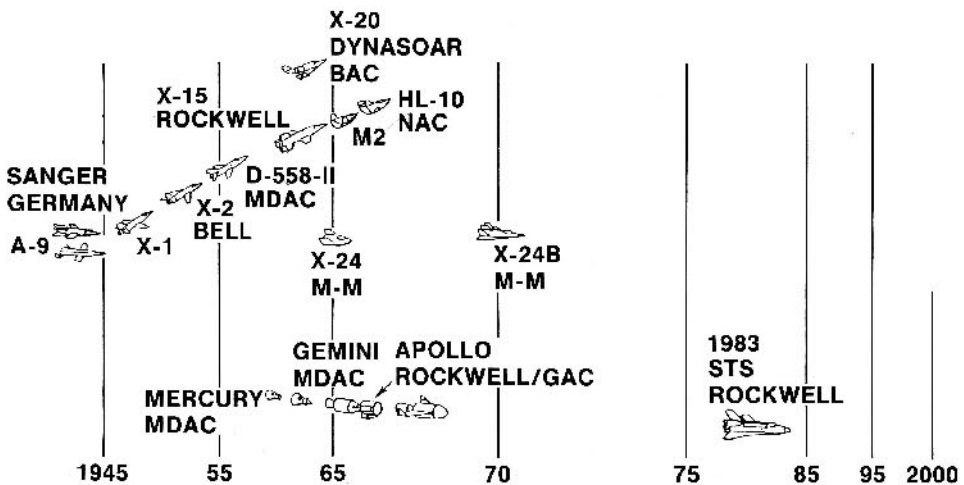 X-20
DYNASOAR
BAC
X-15
ROCKWELL
HL-10
NAC
M2
SANGER
GERMANY
D-558-II
MDAC
X-2
BELL
A-9
X-1
X-24
M-M
X-24B
M-M
GEMINI
MDAC
APOLLO
ROCKWELL/GAC
1983
STS
ROCKWELL
MERCURY
MDAC
1945 55 65 70 75 85 95 2000